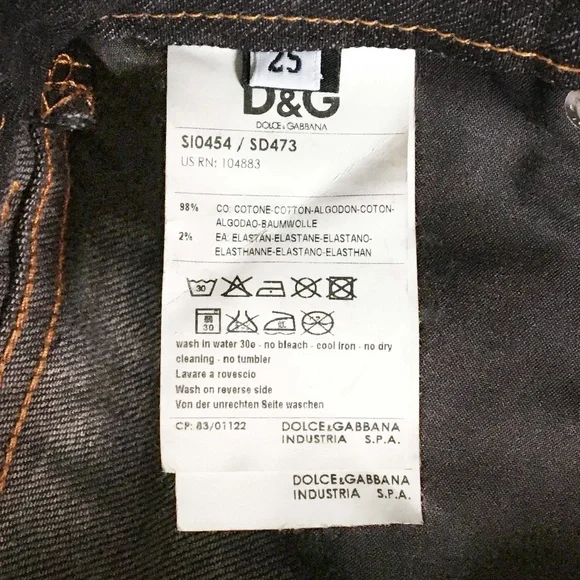 25
D&G
DOLCE&GABBANA
SI0454 / SD473
US RN: 104883
98% CO: COTONE-COTTON-ALGODON-COTON-
ALGODAO-BAUMWOLLE
2% EA: ELASTAN-ELASTANE-ELASTANO-
ELASTHANNE-ELASTANO-ELASTHAN
30
30
wash in water 30o - no bleach - cool iron - no dry
cleaning - no tumbler
Lavare a rovescio
Wash on reverse side
Von der unrechten Seite waschen
CP: 83/01122 DOLCE&GABBANA
INDUSTRIA S.P.A.
DOLCE&GABBANA
INDUSTRIA S.P.A.